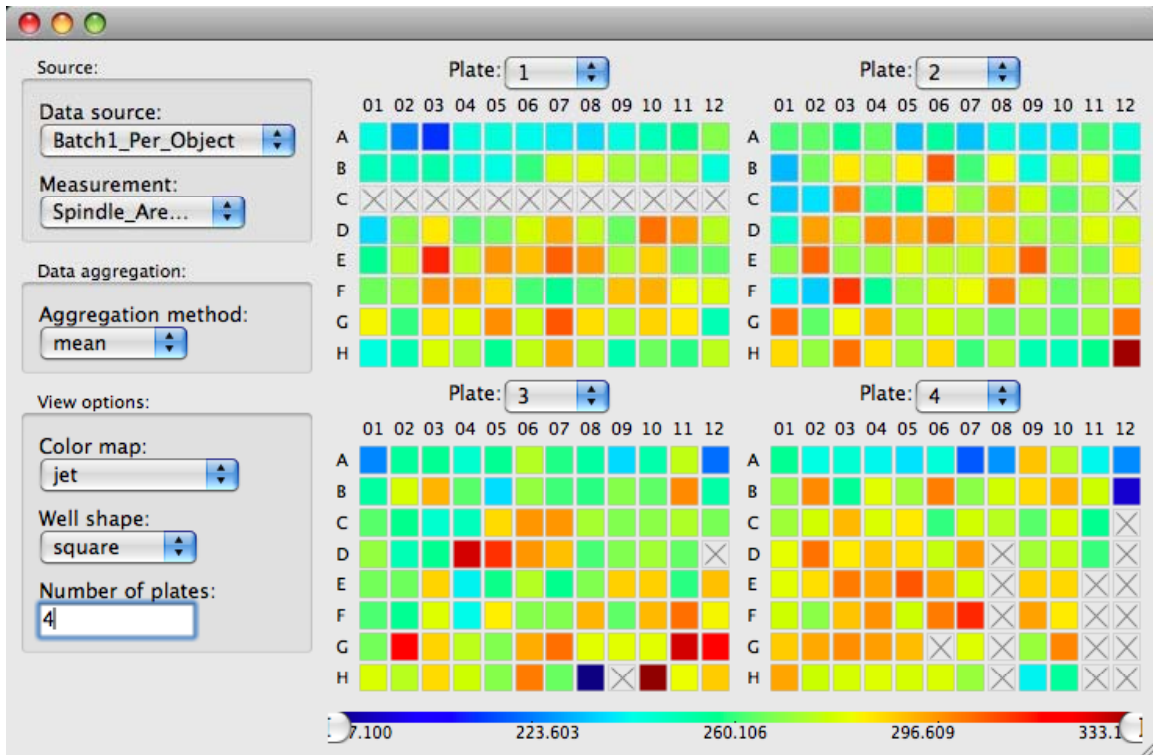 Source:
Data source:
Batch1_Per_Object
Measurement:
Spindle_Are...
Data aggregation:
Aggregation method:
mean
View options:
Color map:
jet
Well shape:
square
Number of plates:
4
Plate: 1
01 02 03 04 05 06 07 08 09 10 11 12
A
B
C
D
E
F
G
H
Plate: 2
01 02 03 04 05 06 07 08 09 10 11 12
A
B
C
D
E
F
G
H
Plate: 3
01 02 03 04 05 06 07 08 09 10 11 12
A
B
C
D
E
F
G
H
Plate: 4
01 02 03 04 05 06 07 08 09 10 11 12
A
B
C
D
E
F
G
H
7.100 223.603 260.106 296.609 333.1